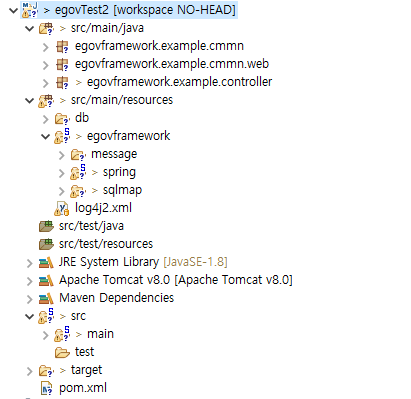 > egovTest2 [workspace NO-HEAD]
> src/main/java
egovframework.example.cmmn
egovframework.example.cmmn.web
> egovframework.example.controller
> src/main/resources
db
> egovframework
message
> spring
> sqlmap
log4j2.xml
src/test/java
src/test/resources
JRE System Library [JavaSE-1.8]
Apache Tomcat v8.0 [Apache Tomcat v8.0]
Maven Dependencies
> src
> main
test
> target
pom.xml